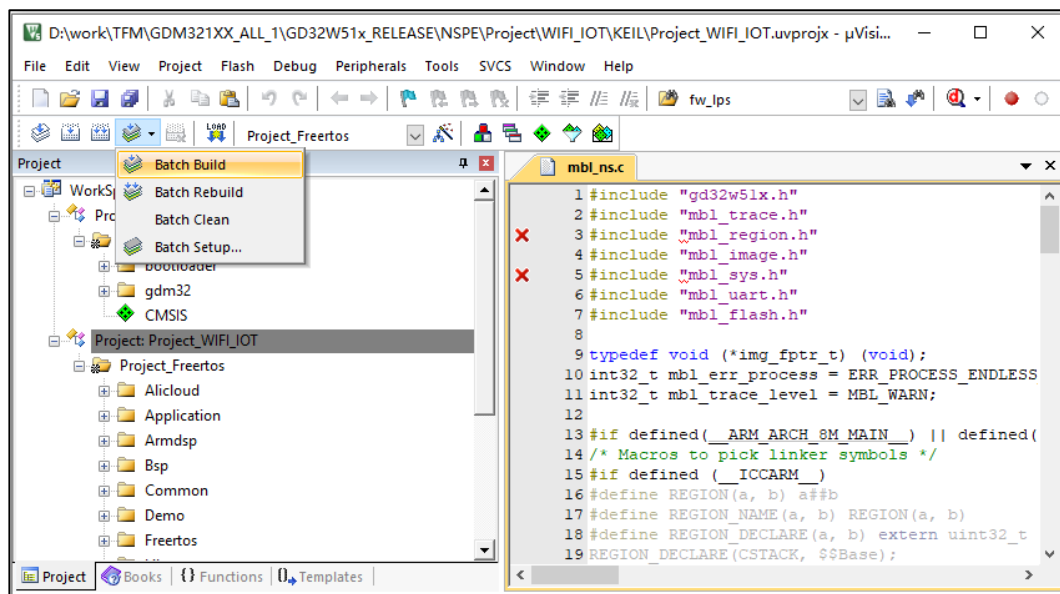 D:\work\TFM\GDM321XX_ALL_1\GD32W51x_RELEASE\NSPE\Project\WIFI_IOT\KEIL\Project_WIFI_IOT.uvprojx - µVisi...
File Edit View Project Flash Debug Peripherals Tools SVCS Window Help
fw_lps
LOAD Project_Freertos
Project
Batch Build
Batch Rebuild
Batch Clean
Batch Setup...
WorkSp
Pro
bootloader
gdm32
CMSIS
Project: Project_WIFI_IOT
Project_Freertos
Alicloud
Application
Armdsp
Bsp
Common
Demo
Freertos
Project Books Functions Templates
mbl_ns.c
1 #include "gd32w51x.h"
2 #include "mbl_trace.h"
3 #include "mbl_region.h"
4 #include "mbl_image.h"
5 #include "mbl_sys.h"
6 #include "mbl_uart.h"
7 #include "mbl_flash.h"
8
9 typedef void (*img_fptr_t) (void);
10 int32_t mbl_err_process = ERR_PROCESS_ENDLESS
11 int32_t mbl_trace_level = MBL_WARN;
12
13 #if defined(__ARM_ARCH_8M_MAIN__) || defined(
14 /* Macros to pick linker symbols */
15 #if defined (__ICCARM__)
16 #define REGION(a, b) a##b
17 #define REGION_NAME(a, b) REGION(a, b)
18 #define REGION_DECLARE(a, b) extern uint32_t
19 REGION_DECLARE(CSTACK, $$Base);